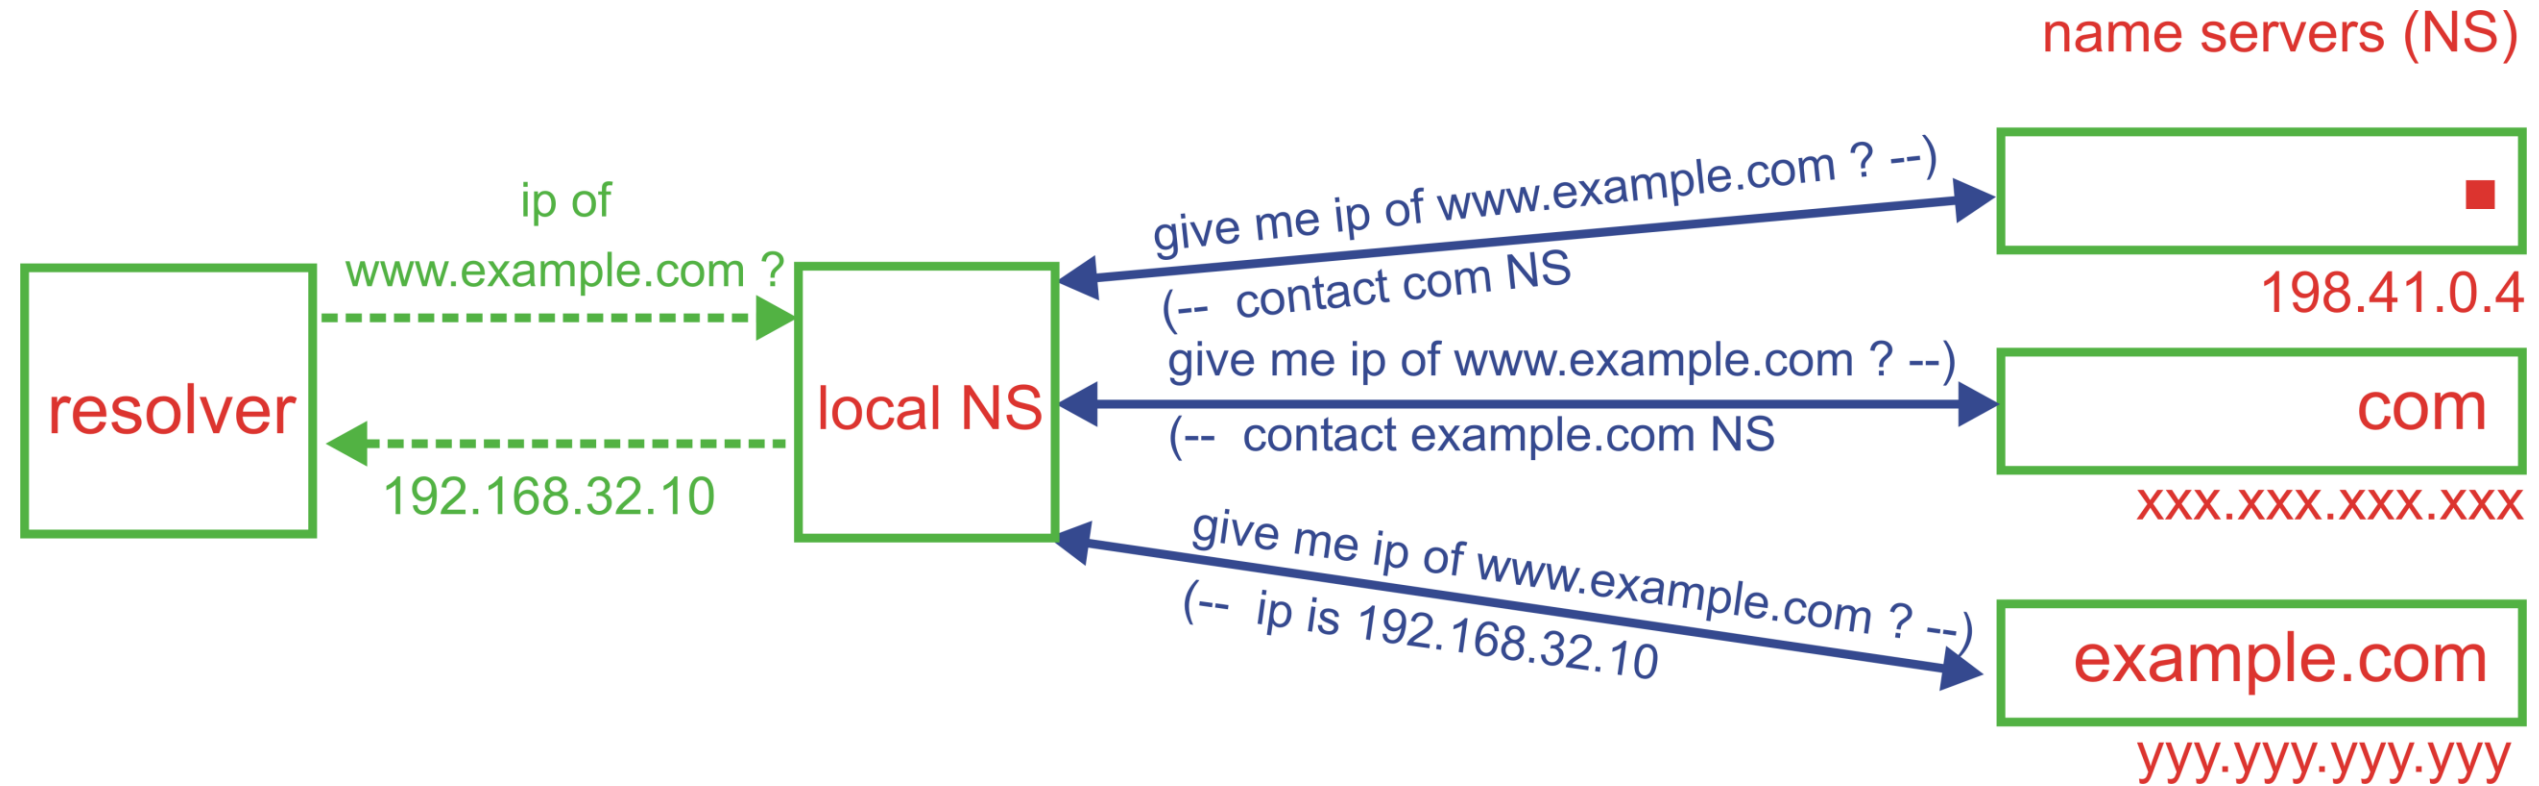 name servers (NS)
ip of
www.example.com ?
resolver
192.168.32.10
local NS
give me ip of www.example.com ? --)
(-- contact com NS
give me ip of www.example.com ? --)
(-- contact example.com NS
give me ip of www.example.com ? --)
(-- ip is 192.168.32.10
.
198.41.0.4
com
xxx.xxx.xxx.xxx
example.com
yyy.yyy.yyy.yyy